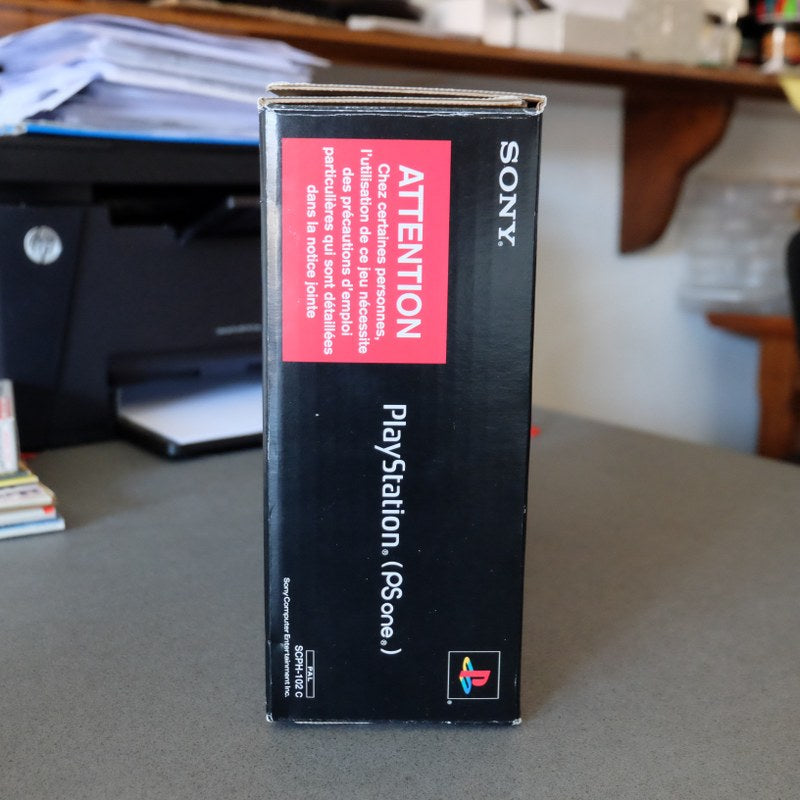 SONY®
ATTENTION
Chez certaines personnes,
l'utilisation de ce jeu nécessite
des précautions d'emploi
particulières qui sont détaillées
dans la notice jointe
PlayStation® (PSone®)
PAL
SCPH-102 C
Sony Computer Entertainment Inc.
hp